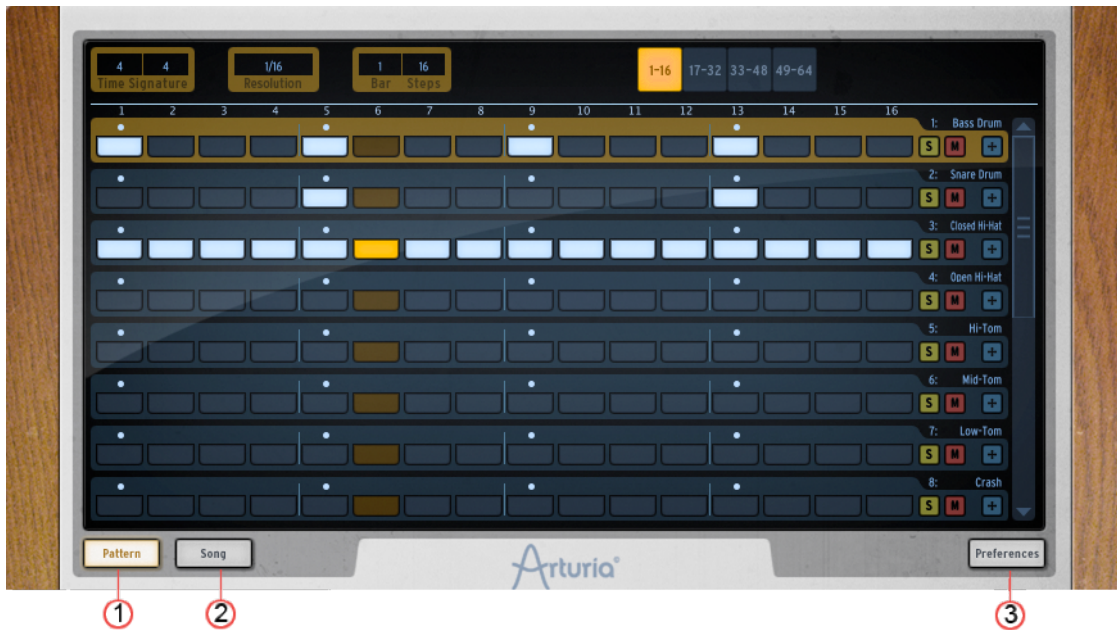 4 4
Time Signature
1/16
Resolution
1 16
Bar Steps
1-16 17-32 33-48 49-64
1 2 3 4 5 6 7 8 9 10 11 12 13 14 15 16
1: Bass Drum
S M +
2: Snare Drum
S M +
3: Closed Hi-Hat
S M +
4: Open Hi-Hat
S M +
5: Hi-Tom
S M +
6: Mid-Tom
S M +
7: Low-Tom
S M +
8: Crash
S M +
Pattern Song Arturia® Preferences
1 2 3